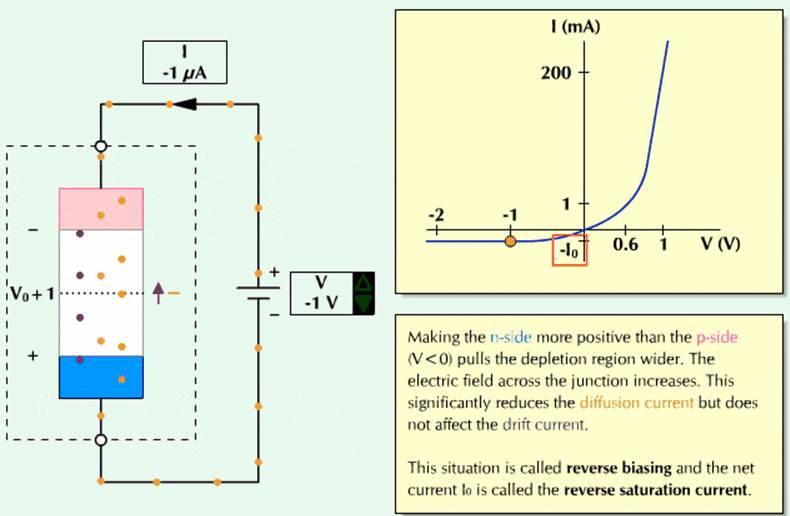 I
-1 μA
−
V₀+1
+
−
+
−
V
-1 V
I (mA)
200
1
-2
-1
-I₀
0.6
1
V (V)
Making the n-side more positive than the p-side
(V<0) pulls the depletion region wider. The
electric field across the junction increases. This
significantly reduces the diffusion current but does
not affect the drift current.
This situation is called reverse biasing and the net
current I₀ is called the reverse saturation current.